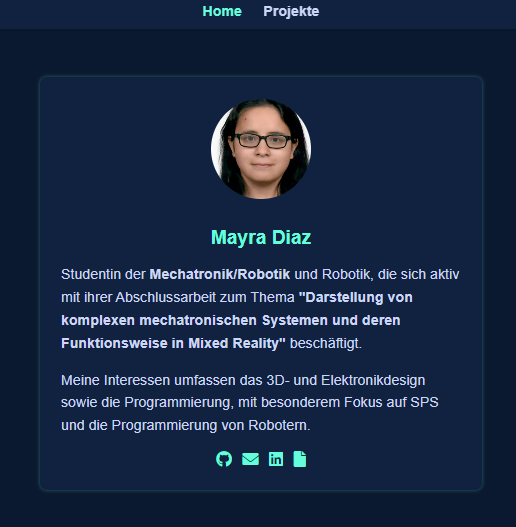 Home Projekte
Mayra Diaz
Studentin der Mechatronik/Robotik und Robotik, die sich aktiv
mit ihrer Abschlussarbeit zum Thema "Darstellung von
komplexen mechatronischen Systemen und deren
Funktionsweise in Mixed Reality" beschäftigt.
Meine Interessen umfassen das 3D- und Elektronikdesign
sowie die Programmierung, mit besonderem Fokus auf SPS
und die Programmierung von Robotern.